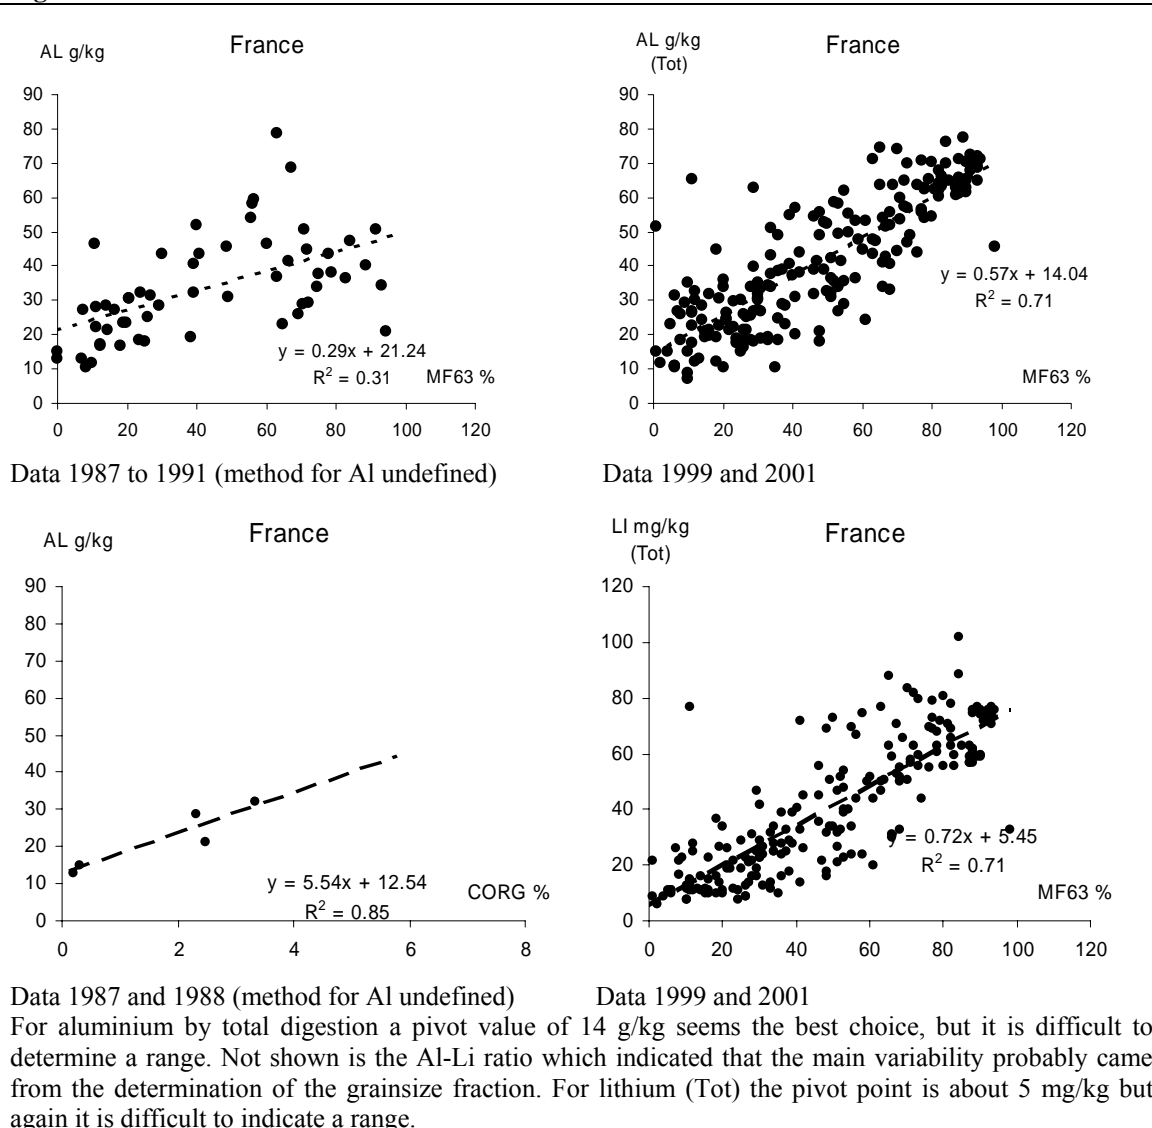 AL g/kg
France
90
80
70
60
50
40
30
20
10
0
y = 0.29x + 21.24
R² = 0.31
MF63 %
0 20 40 60 80 100 120
Data 1987 to 1991 (method for Al undefined)
AL g/kg
(Tot)
France
90
80
70
60
50
40
30
20
10
0
y = 0.57x + 14.04
R² = 0.71
MF63 %
0 20 40 60 80 100 120
Data 1999 and 2001
AL g/kg
France
90
80
70
60
50
40
30
20
10
0
y = 5.54x + 12.54
R² = 0.85
CORG %
0 2 4 6 8
Data 1987 and 1988 (method for Al undefined)
LI mg/kg
(Tot)
France
120
100
80
60
40
20
0
y = 0.72x + 5.45
R² = 0.71
MF63 %
0 20 40 60 80 100 120
Data 1999 and 2001
For aluminium by total digestion a pivot value of 14 g/kg seems the best choice, but it is difficult to
determine a range. Not shown is the Al-Li ratio which indicated that the main variability probably came
from the determination of the grainsize fraction. For lithium (Tot) the pivot point is about 5 mg/kg but
again it is difficult to indicate a range.